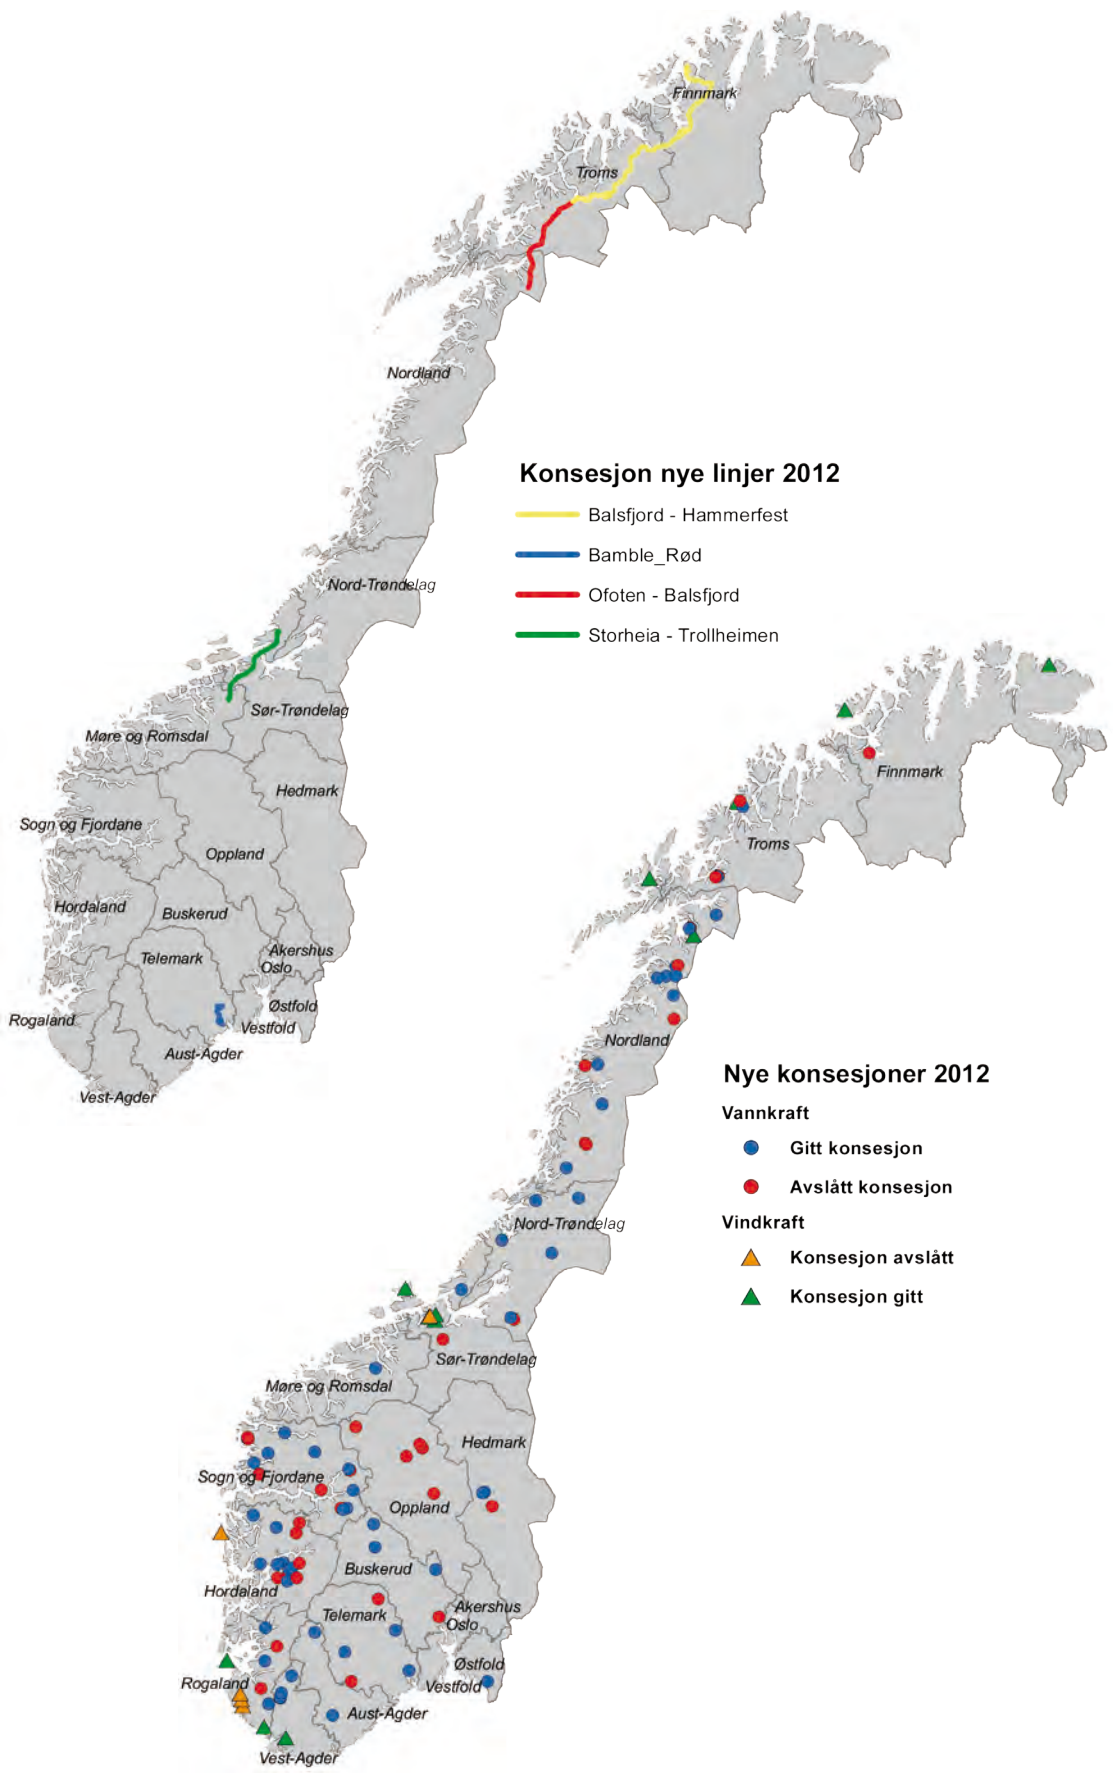 Finnmark
Troms
Nordland
Konsesjon nye linjer 2012
Balsfjord - Hammerfest
Bamble_Rød
Ofoten - Balsfjord
Storheia - Trollheimen
Nord-Trøndelag
Sør-Trøndelag
Møre og Romsdal
Hedmark
Sogn og Fjordane
Oppland
Hordaland
Buskerud
Telemark
Akershus
Oslo
Østfold
Rogaland
Vestfold
Aust-Agder
Vest-Agder
Finnmark
Troms
Nordland
Nye konsesjoner 2012
Vannkraft
Gitt konsesjon
Avslått konsesjon
Vindkraft
Konsesjon avslått
Konsesjon gitt
Nord-Trøndelag
Sør-Trøndelag
Møre og Romsdal
Hedmark
Sogn og Fjordane
Oppland
Buskerud
Hordaland
Akershus
Telemark
Oslo
Østfold
Rogaland
Vestfold
Aust-Agder
Vest-Agder